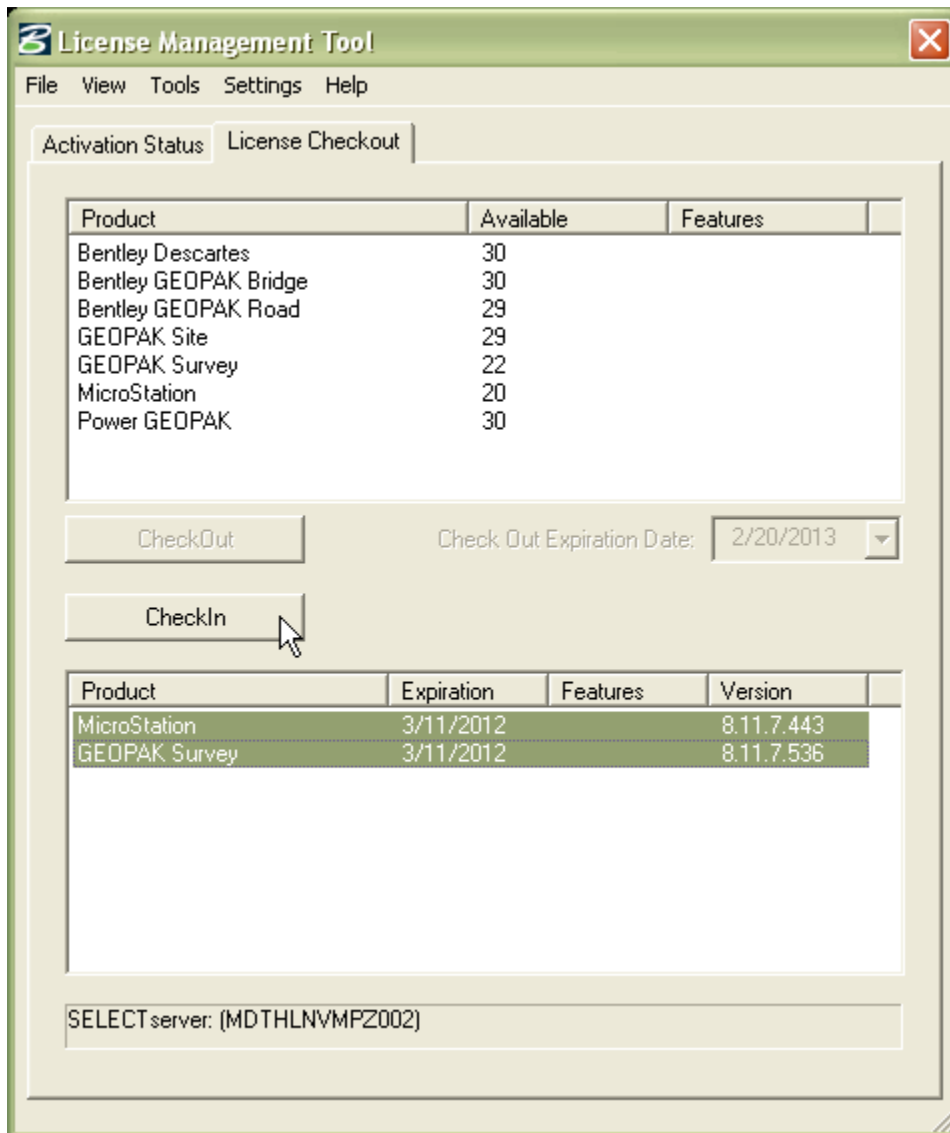 License Management Tool
File View Tools Settings Help
Activation Status License Checkout
Product Available Features
Bentley Descartes 30
Bentley GEOPAK Bridge 30
Bentley GEOPAK Road 29
GEOPAK Site 29
GEOPAK Survey 22
MicroStation 20
Power GEOPAK 30
CheckOut Check Out Expiration Date: 2/20/2013
CheckIn
Product Expiration Features Version
MicroStation 3/11/2012 8.11.7.443
GEOPAK Survey 3/11/2012 8.11.7.536
SELECTserver: (MDTHLNVMPZ002)